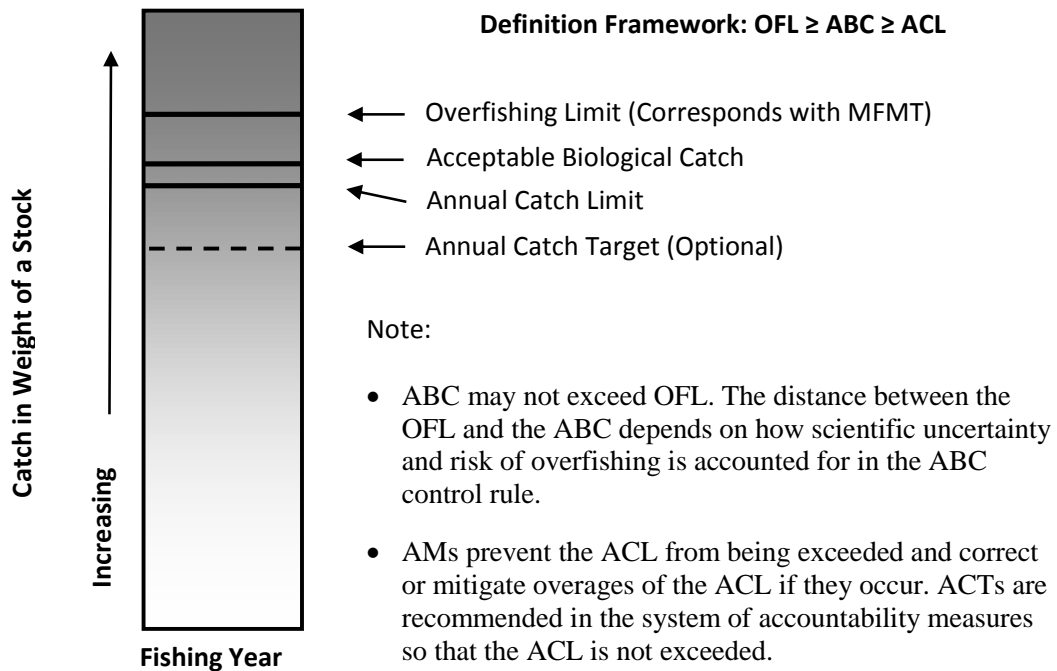 Definition Framework: OFL ≥ ABC ≥ ACL
Catch in Weight of a Stock
Increasing
Overfishing Limit (Corresponds with MFMT)
Acceptable Biological Catch
Annual Catch Limit
Annual Catch Target (Optional)
Note:
• ABC may not exceed OFL. The distance between the
OFL and the ABC depends on how scientific uncertainty
and risk of overfishing is accounted for in the ABC
control rule.
• AMs prevent the ACL from being exceeded and correct
or mitigate overages of the ACL if they occur. ACTs are
recommended in the system of accountability measures
so that the ACL is not exceeded.
Fishing Year